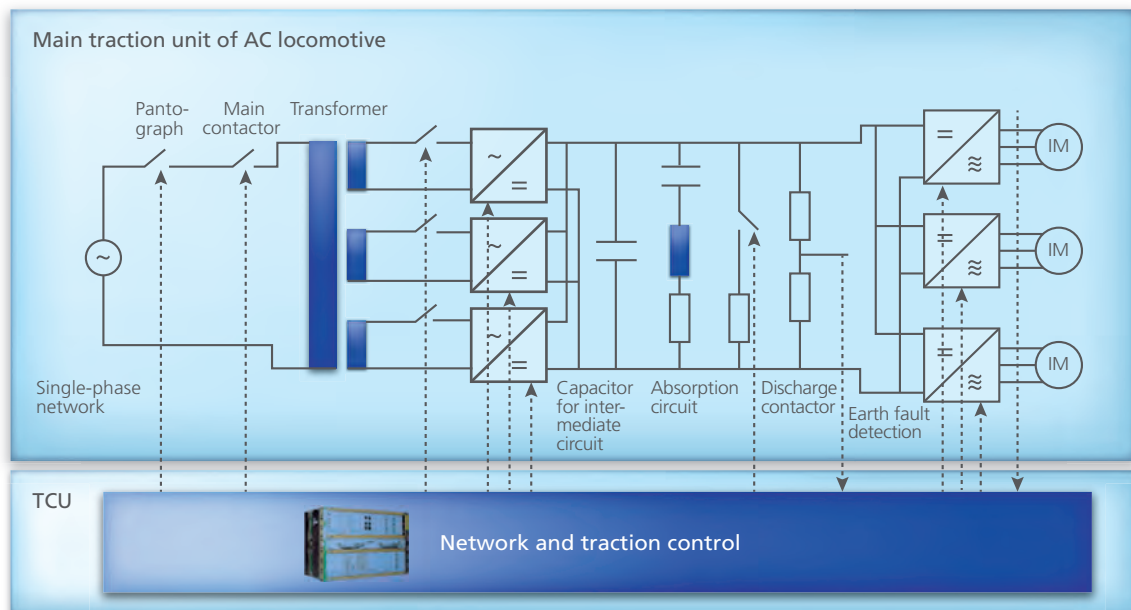 Main traction unit of AC locomotive
Panto-
graph
Main
contactor
Transformer
~
=
~
=
~
=
~
=
≋
IM
=
≋
IM
=
≋
IM
Single-phase
network
Capacitor
for inter-
mediate
circuit
Absorption
circuit
Discharge
contactor
Earth fault
detection
TCU
Network and traction control